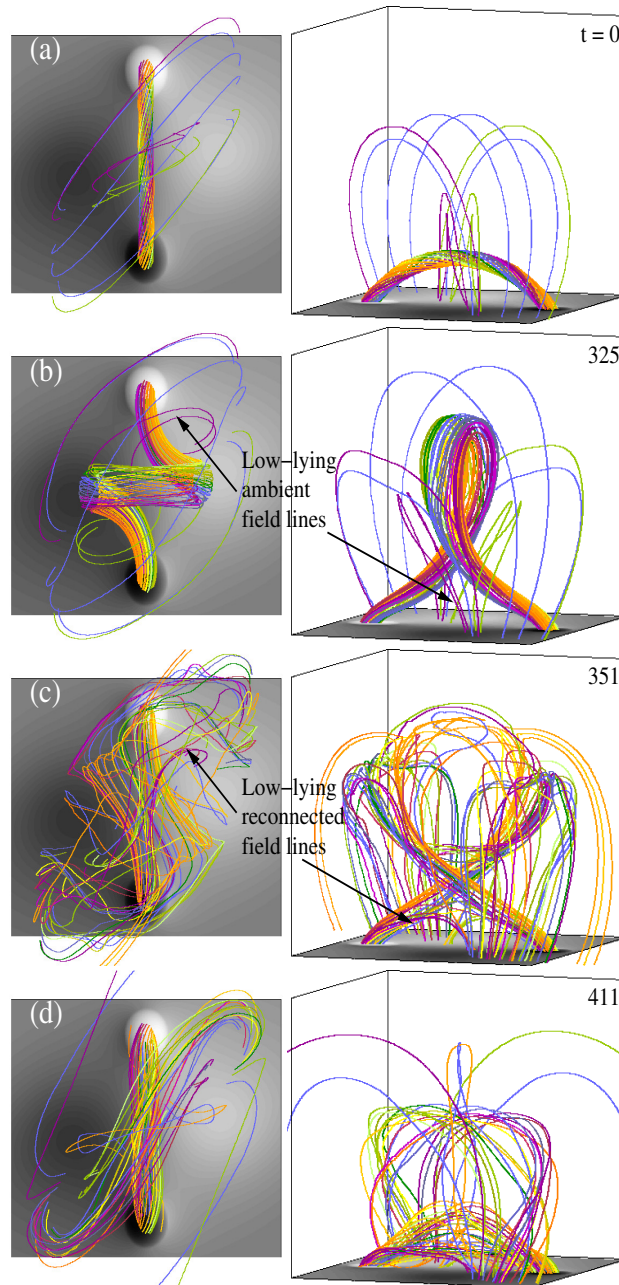 (a)
t = 0
(b)
325
Low-lying
ambient
field lines
(c)
351
Low-lying
reconnected
field lines
(d)
411